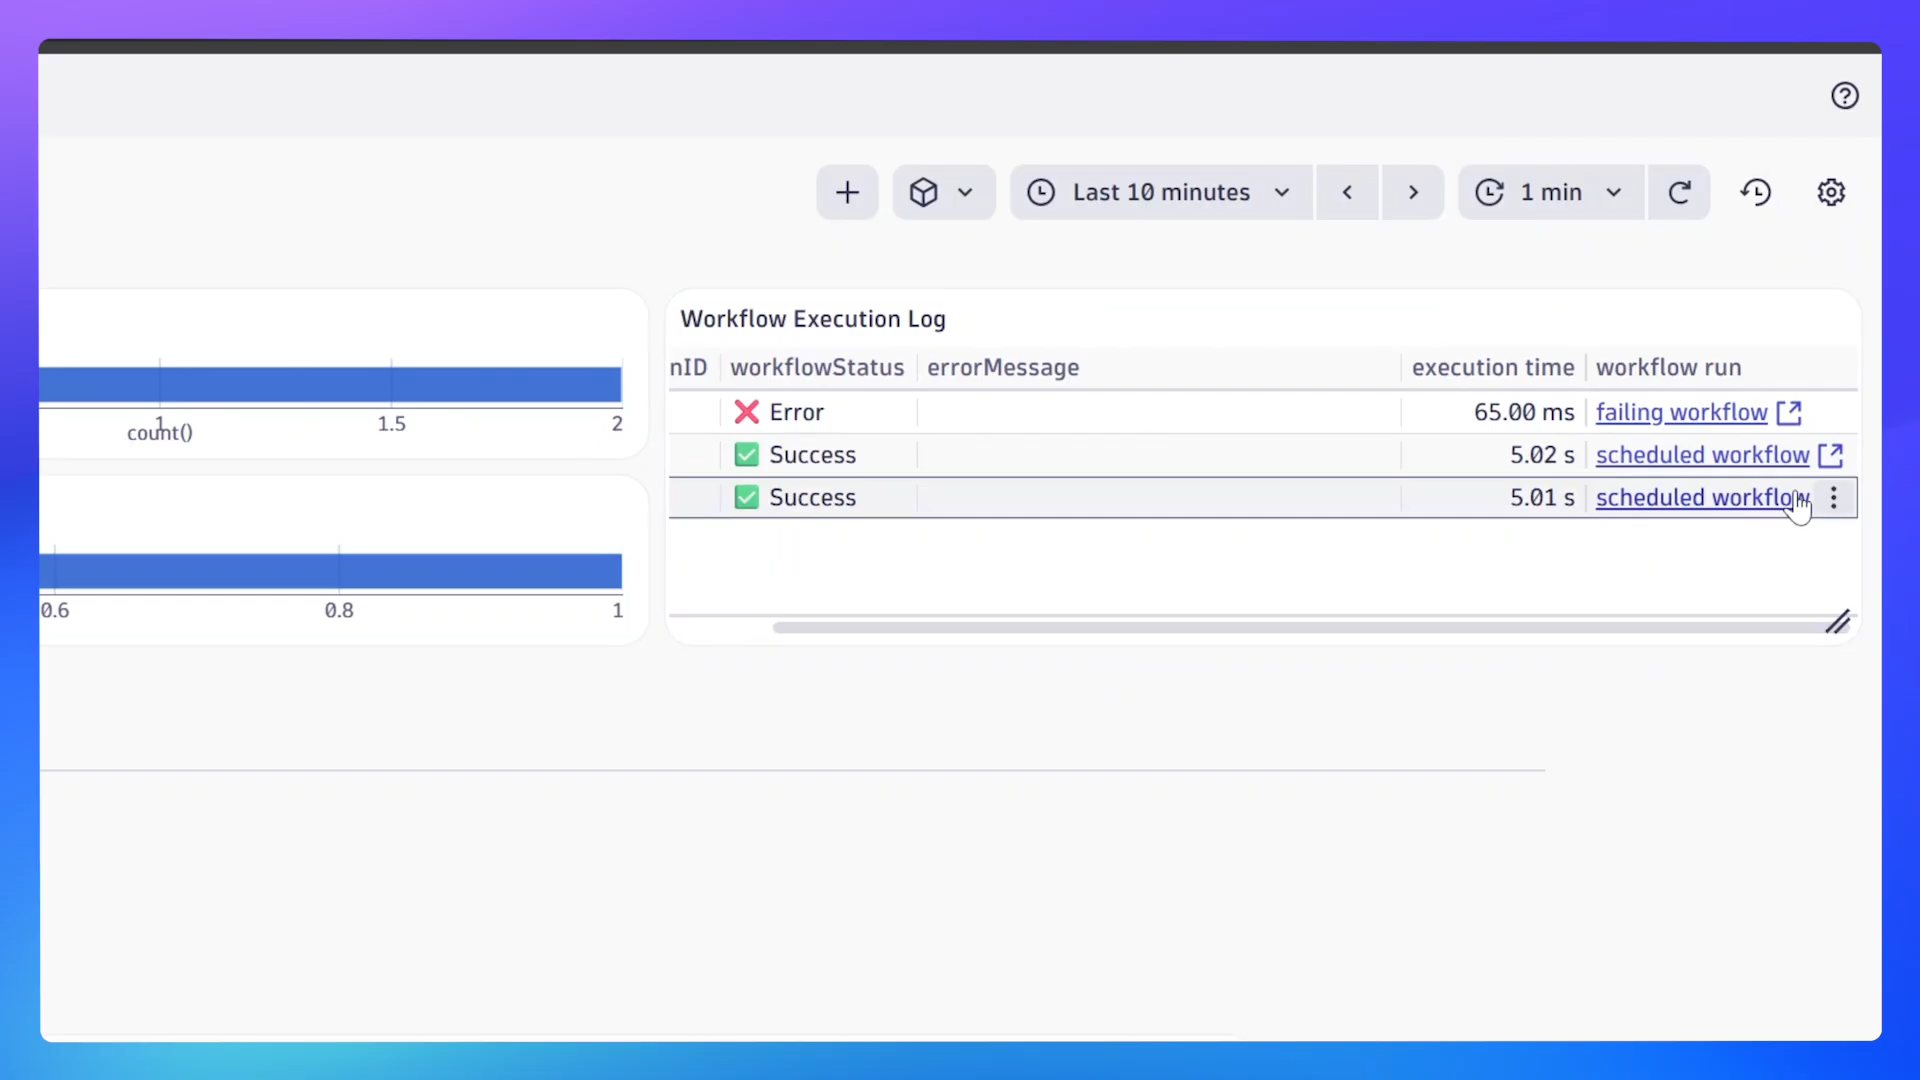 Last 10 minutes
1 min
Workflow Execution Log
nID workflowStatus errorMessage execution time workflow run
Error 65.00 ms failing workflow
Success 5.02 s scheduled workflow
Success 5.01 s scheduled workflow
1 1.5 2
count()
0.6 0.8 1